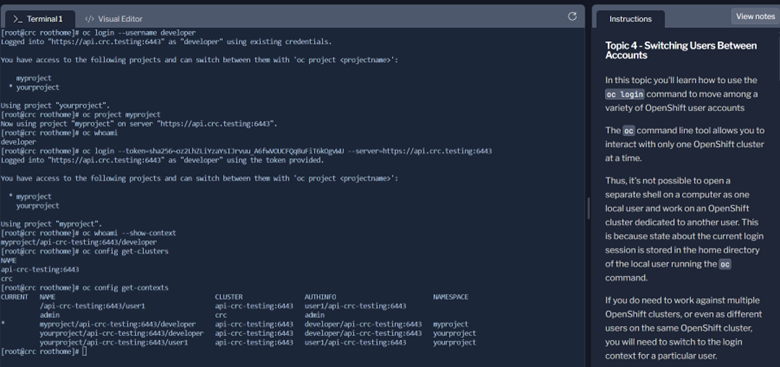 Terminal 1
</> Visual Editor
[root@crc roothome]# oc login --username developer
Logged into "https://api.crc.testing:6443" as "developer" using existing credentials.
You have access to the following projects and can switch between them with 'oc project <projectname>':
myproject
* yourproject
Using project "yourproject".
[root@crc roothome]# oc project myproject
Now using project "myproject" on server "https://api.crc.testing:6443".
[root@crc roothome]# oc whoami
developer
[root@crc roothome]# oc login --server=https://api.crc.testing:6443
Logged into "https://api.crc.testing:6443" as "developer" using the token provided.
You have access to the following projects and can switch between them with 'oc project <projectname>':
* myproject
yourproject
Using project "myproject".
[root@crc roothome]# oc whoami --show-context
myproject/api-crc-testing:6443/developer
[root@crc roothome]# oc config get-clusters
NAME
api-crc-testing:6443
crc
[root@crc roothome]# oc config get-contexts
CURRENT NAME CLUSTER AUTHINFO NAMESPACE
/api-crc-testing:6443/user1 api-crc-testing:6443 user1/api-crc-testing:6443
admin crc admin
* myproject/api-crc-testing:6443/developer api-crc-testing:6443 developer/api-crc-testing:6443 myproject
yourproject/api-crc-testing:6443/developer api-crc-testing:6443 developer/api-crc-testing:6443 yourproject
yourproject/api-crc-testing:6443/user1 api-crc-testing:6443 user1/api-crc-testing:6443 yourproject
[root@crc roothome]#
Instructions
View notes
Topic 4 - Switching Users Between
Accounts
In this topic you'll learn how to use the
oc login command to move among a
variety of OpenShift user accounts
The oc command line tool allows you to
interact with only one OpenShift cluster
at a time.
Thus, it's not possible to open a
separate shell on a computer as one
local user and work on an OpenShift
cluster dedicated to another user. This
is because state about the current login
session is stored in the home directory
of the local user running the oc
command.
If you do need to work against multiple
OpenShift clusters, or even as different
users on the same OpenShift cluster,
you will need to switch to the login
context for a particular user.